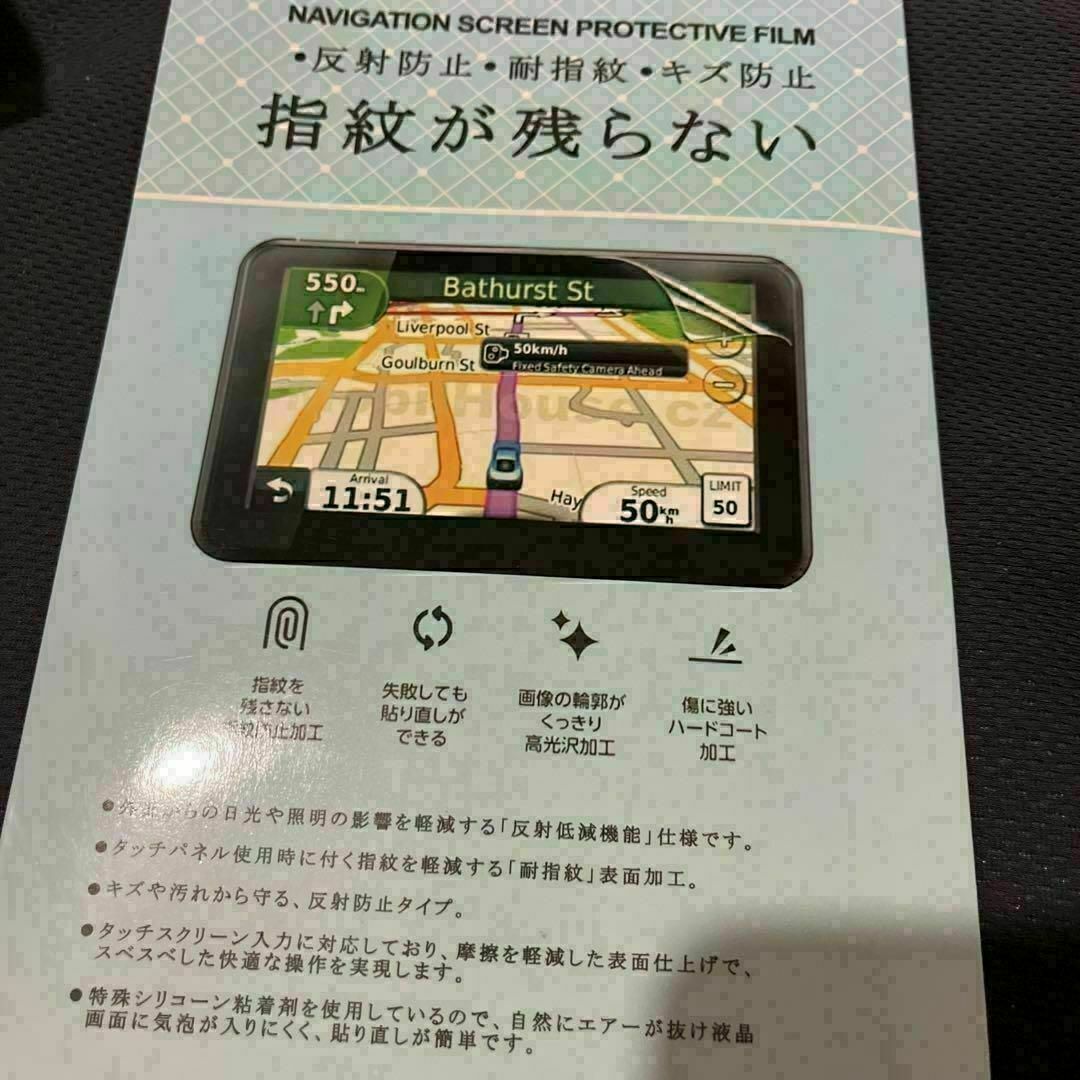 NAVIGATION SCREEN PROTECTIVE FILM
•反射防止•耐指紋•キズ防止
指紋が残らない
550m
Bathurst St
Liverpool St
50km/h
Goulburn St
Fixed Safety Camera Ahead
Arrival
11:51
Hay
Speed
50km/h
LIMIT
50
指紋を
残さない
指紋防止加工
失敗しても
貼り直しが
できる
画像の輪郭が
くっきり
高光沢加工
傷に強い
ハードコート
加工
●外部からの日光や照明の影響を軽減する「反射低減機能」仕様です。
●タッチパネル使用時に付く指紋を軽減する「耐指紋」表面加工。
●キズや汚れから守る、反射防止タイプ。
●タッチスクリーン入力に対応しており、摩擦を軽減した表面仕上げで、
スベスベした快適な操作を実現します。
●特殊シリコーン粘着剤を使用しているので、自然にエアーが抜け液晶
画面に気泡が入りにくく、貼り直しが簡単です。